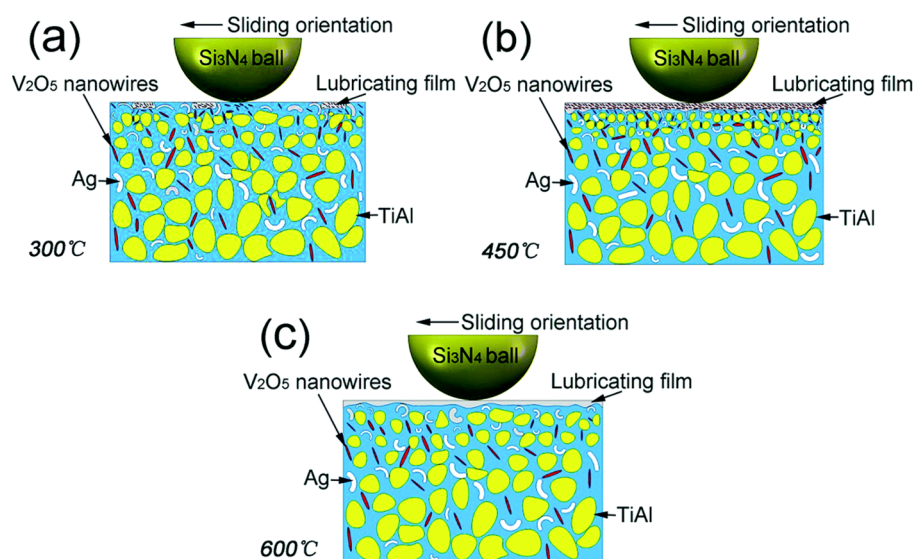 (a)
Sliding orientation
Si3N4 ball
V2O5 nanowires
Lubricating film
Ag
TiAl
300℃
(b)
Sliding orientation
Si3N4 ball
V2O5 nanowires
Lubricating film
Ag
TiAl
450℃
(c)
Sliding orientation
Si3N4 ball
V2O5 nanowires
Lubricating film
Ag
TiAl
600℃